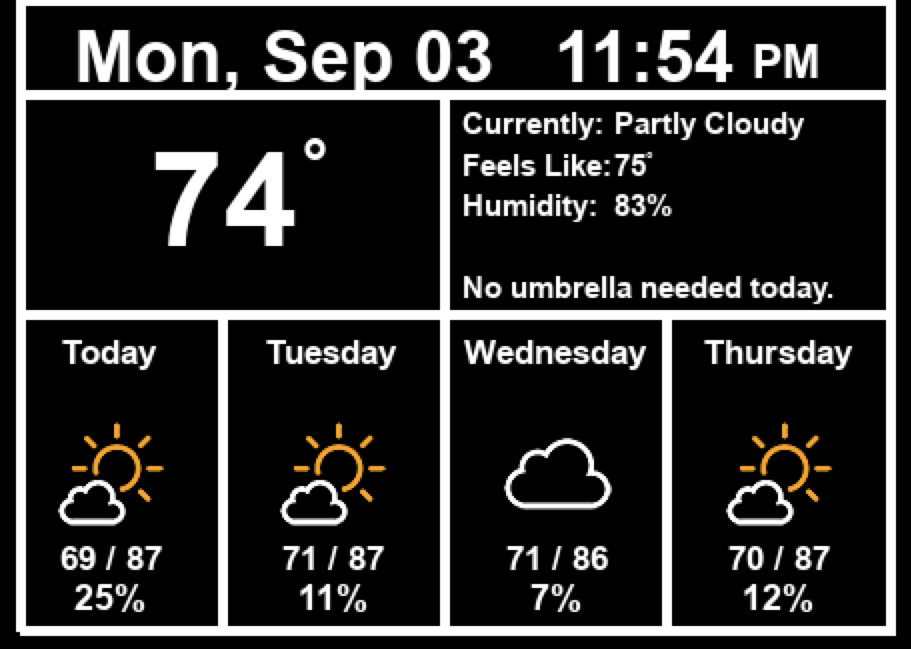 Mon, Sep 03 11:54 PM
74°
Currently: Partly Cloudy
Feels Like: 75°
Humidity: 83%
No umbrella needed today.
Today
Tuesday
Wednesday
Thursday
69 / 87
71 / 87
71 / 86
70 / 87
25%
11%
7%
12%